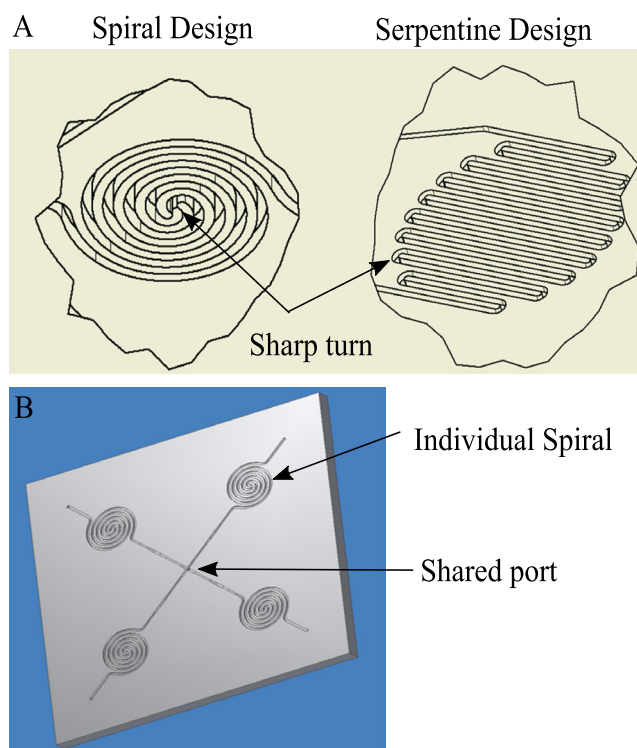 A
Spiral Design
Serpentine Design
Sharp turn
B
Individual Spiral
Shared port